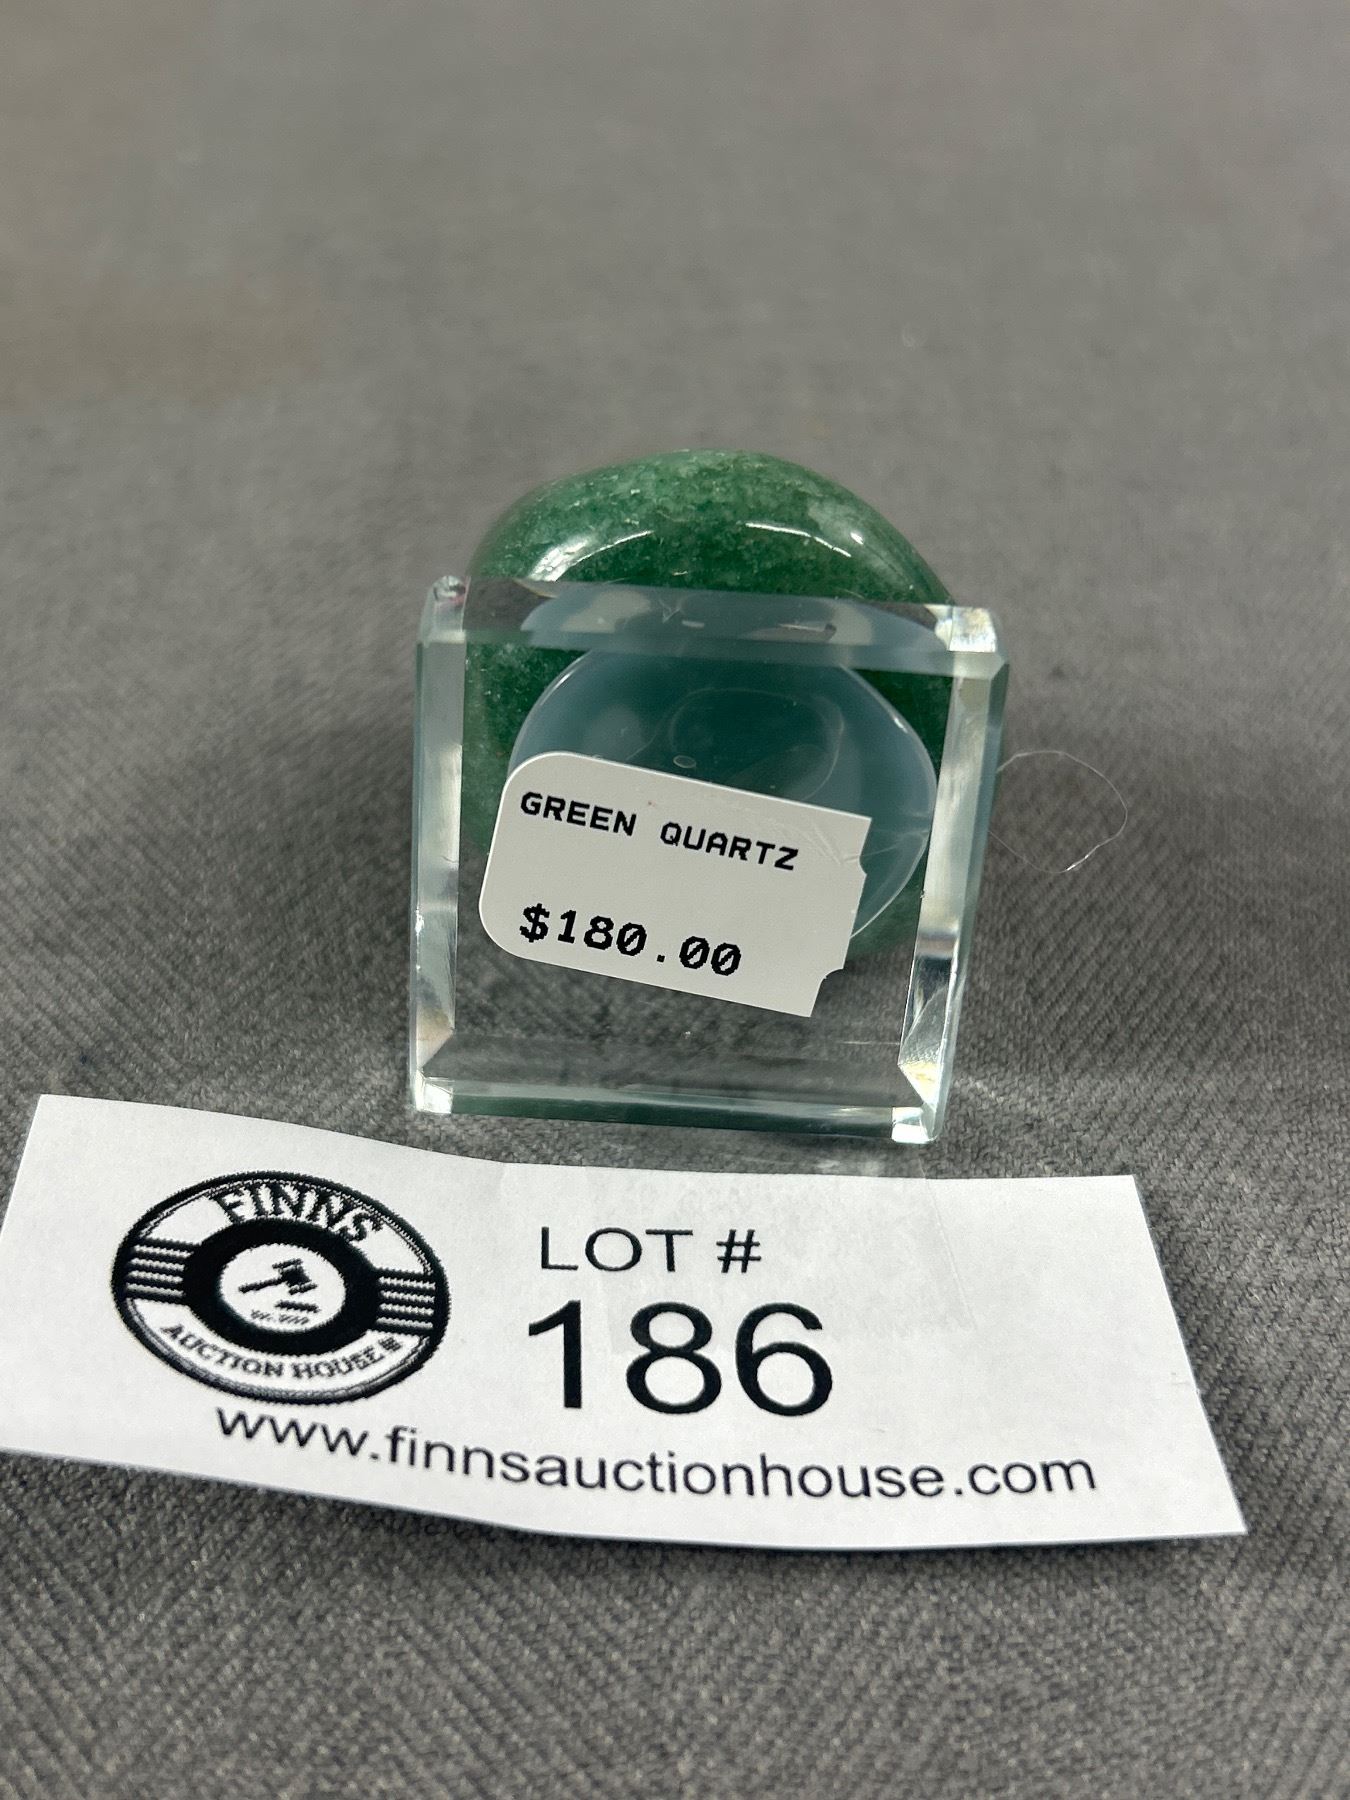 GREEN QUARTZ
$180.00
FINNS
AUCTION HOUSE
LOT #
186
www.finnsauctionhouse.com